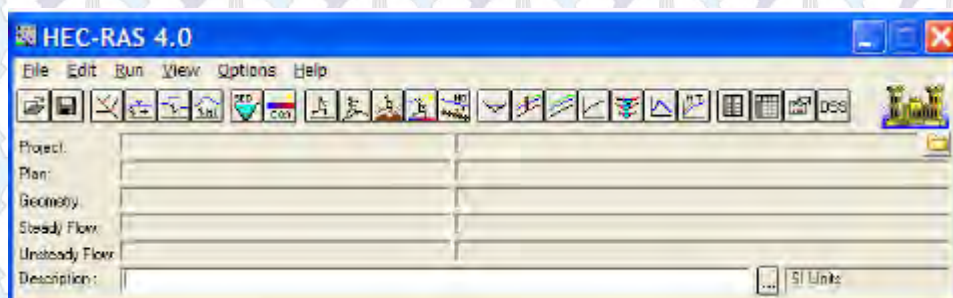 HEC-RAS 4.0
File Edit Run View Options Help
Project:
Plan:
Geometry:
Steady Flow:
Unsteady Flow:
Description: ... SI Units
DSS